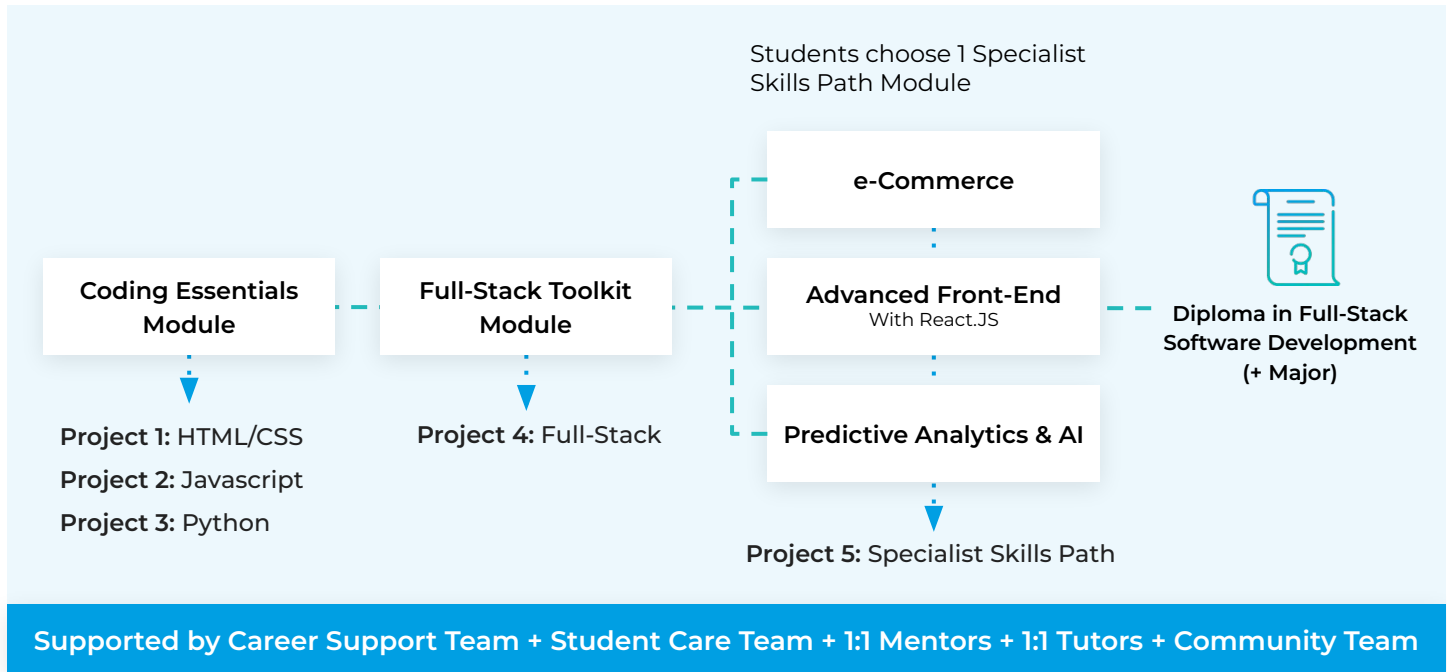 Students choose 1 Specialist
Skills Path Module
e-Commerce
Coding Essentials
Module
Full-Stack Toolkit
Module
Advanced Front-End
With React.JS
Diploma in Full-Stack
Software Development
(+ Major)
Predictive Analytics & AI
Project 1: HTML/CSS
Project 2: Javascript
Project 3: Python
Project 4: Full-Stack
Project 5: Specialist Skills Path
Supported by Career Support Team + Student Care Team + 1:1 Mentors + 1:1 Tutors + Community Team